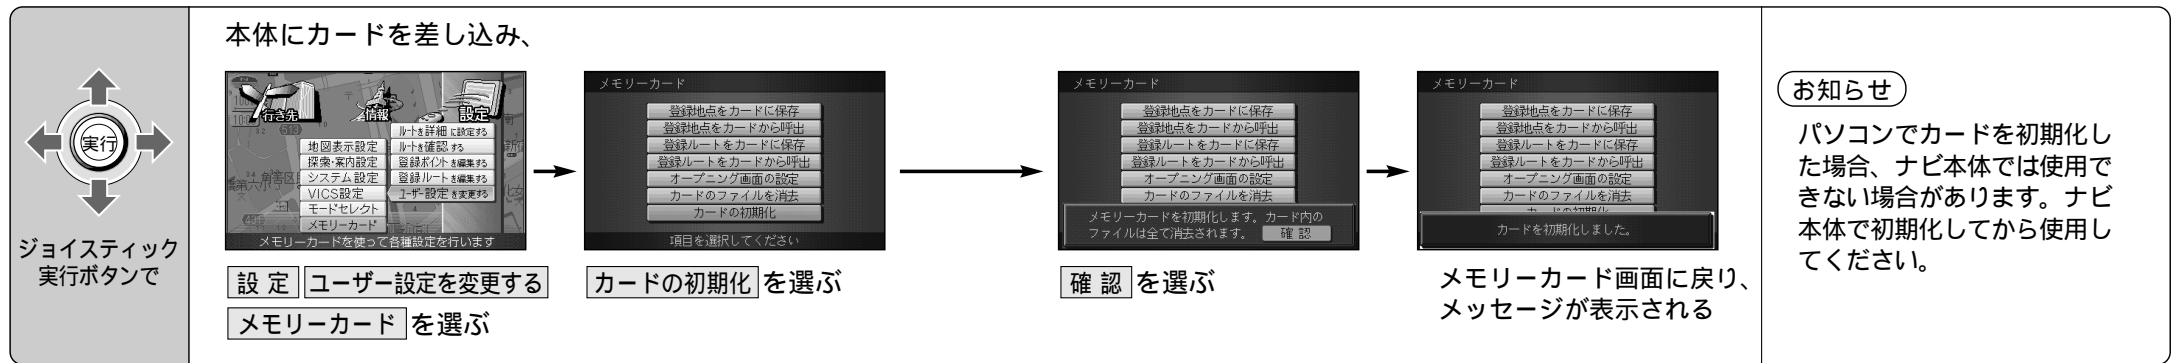 実行
ジョイスティック
実行ボタンで
本体にカードを差し込み、
行き先
情報
設定
ルートを詳細に設定する
地図表示設定
ルートを確認する
探索・案内設定
登録ポイントを編集する
システム設定
登録ルートを編集する
VICS設定
ユーザー設定を変更する
モードセレクト
メモリーカード
メモリーカードを使って各種設定を行います
設 定 ユーザー設定を変更する
メモリーカード を選ぶ
メモリーカード
登録地点をカードに保存
登録地点をカードから呼出
登録ルートをカードに保存
登録ルートをカードから呼出
オープニング画面の設定
カードのファイルを消去
カードの初期化
項目を選択してください
カードの初期化 を選ぶ
メモリーカード
登録地点をカードに保存
登録地点をカードから呼出
登録ルートをカードに保存
登録ルートをカードから呼出
オープニング画面の設定
カードのファイルを消去
メモリーカードを初期化します。カード内の
ファイルは全て消去されます。 確 認
確 認 を選ぶ
メモリーカード
登録地点をカードに保存
登録地点をカードから呼出
登録ルートをカードに保存
登録ルートをカードから呼出
オープニング画面の設定
カードのファイルを消去
カードの初期化
カードを初期化しました。
メモリーカード画面に戻り、
メッセージが表示される
お知らせ
パソコンでカードを初期化し
た場合、ナビ本体では使用で
きない場合があります。ナビ
本体で初期化してから使用し
てください。